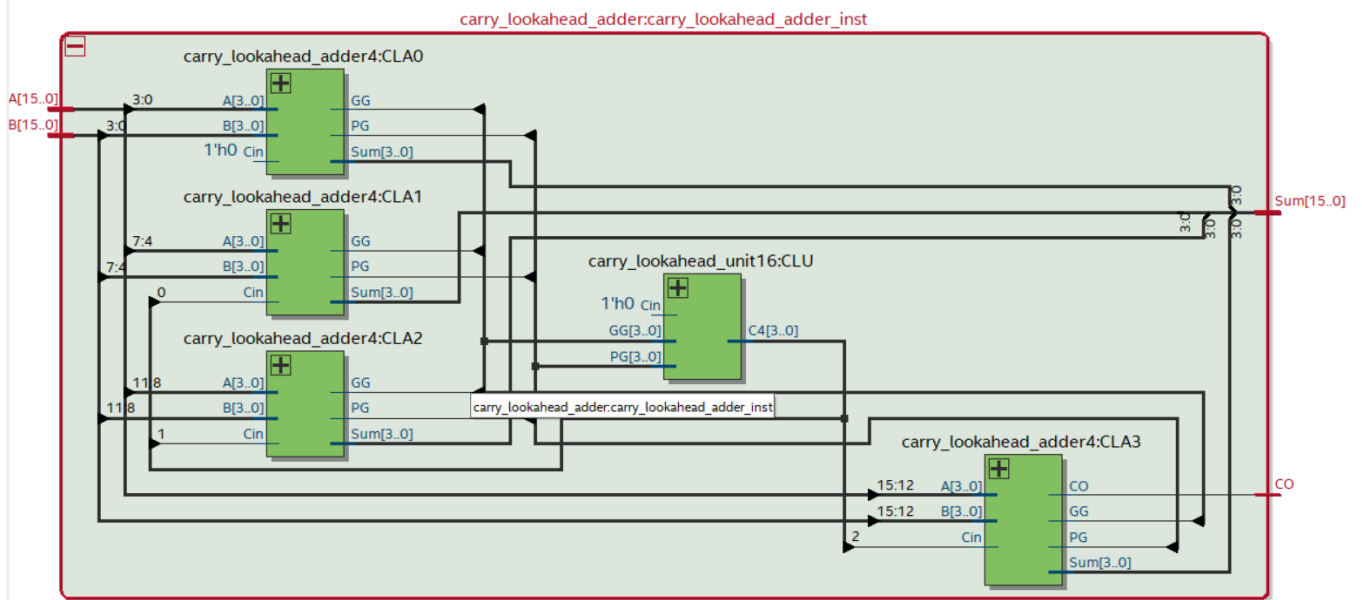 carry_lookahead_adder:carry_lookahead_adder_inst
carry_lookahead_adder4:CLA0
A[15..0]
3:0
A[3..0]
GG
B[15..0]
3:0
B[3..0]
PG
1'h0 Cin
Sum[3..0]
carry_lookahead_adder4:CLA1
3:0
Sum[15..0]
3:0
3:0
3:0
7:4
A[3..0]
GG
7:4
B[3..0]
PG
0
Cin
Sum[3..0]
carry_lookahead_unit16:CLU
1'h0 Cin
GG[3..0]
C4[3..0]
PG[3..0]
carry_lookahead_adder4:CLA2
11:8
A[3..0]
GG
11:8
B[3..0]
PG
carry_lookahead_adder:carry_lookahead_adder_inst
1
Cin
Sum[3..0]
carry_lookahead_adder4:CLA3
15:12
A[3..0]
CO
CO
15:12
B[3..0]
GG
2
Cin
PG
Sum[3..0]